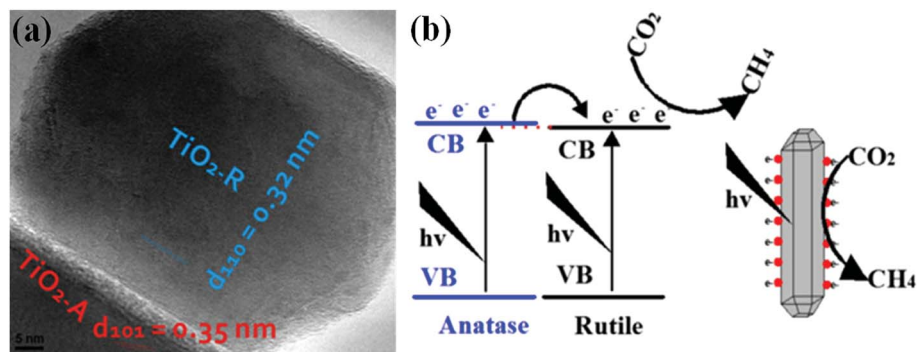 (a)
TiO₂-R
d₁₁₀ = 0.32 nm
TiO₂-A
d₁₀₁ = 0.35 nm
5 nm
(b)
CO₂
CH₄
e⁻ e⁻ e⁻
e⁻ e⁻ e⁻
CB
CB
hv
hv
VB
VB
Anatase
Rutile
hv
CO₂
CH₄